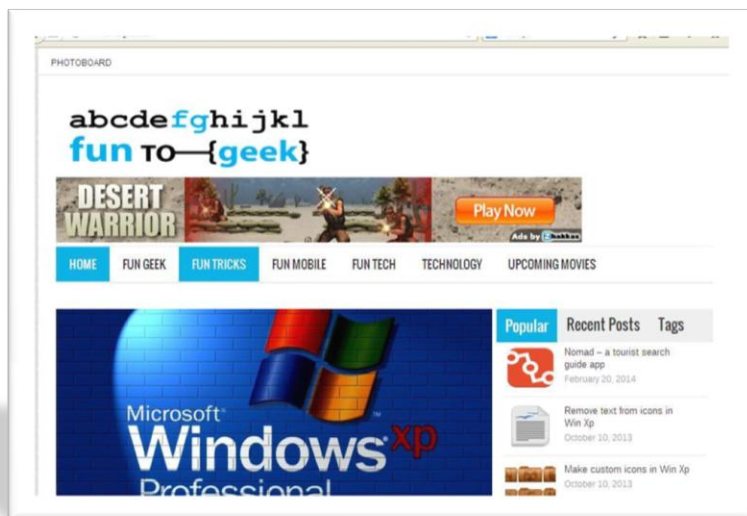 PHOTOBOARD
abcdefghijkl
fun TO {geek}
DESERT
WARRIOR
Play Now
Ads by
HOME FUN GEEK FUN TRICKS FUN MOBILE FUN TECH TECHNOLOGY UPCOMING MOVIES
Popular Recent Posts Tags
Nomad – a tourist search
guide app
February 20, 2014
Remove text from icons in
Win Xp
October 10, 2013
Make custom icons in Win Xp
October 10, 2013
Microsoft®
Windows xp
Professional